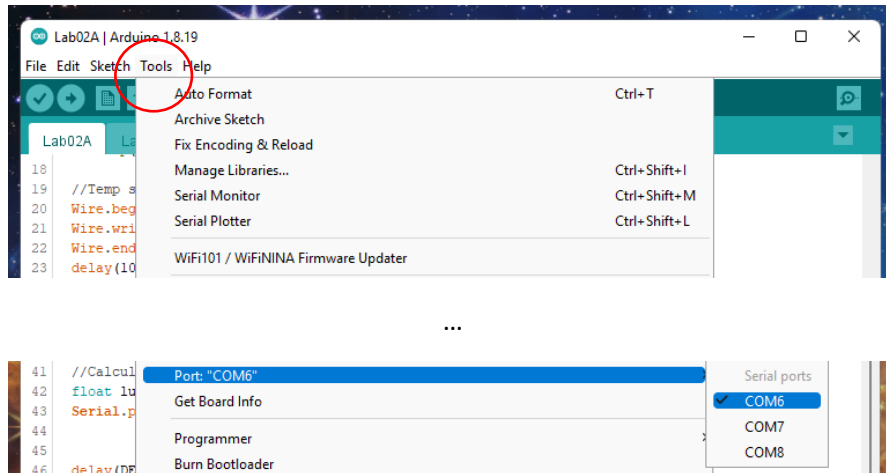 Lab02A | Arduino 1.8.19
File Edit Sketch Tools Help
Auto Format Ctrl+T
Archive Sketch
Fix Encoding & Reload
Manage Libraries... Ctrl+Shift+I
Serial Monitor Ctrl+Shift+M
Serial Plotter Ctrl+Shift+L
WiFi101 / WiFiNINA Firmware Updater
Lab02A La
18
19 //Temp s
20 Wire.beg
21 Wire.wri
22 Wire.end
23 delay(10
...
41 //Calcul
42 float lu
43 Serial.p
44
45
46 delay(DE
Port: "COM6"
Get Board Info
Programmer
Burn Bootloader
Serial ports
COM6
COM7
COM8